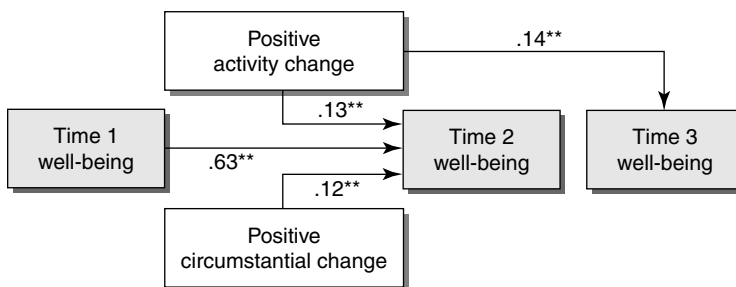 Positive
activity change
.14**
.13**
Time 1
well-being
Time 2
well-being
Time 3
well-being
.63**
.12**
Positive
circumstantial change